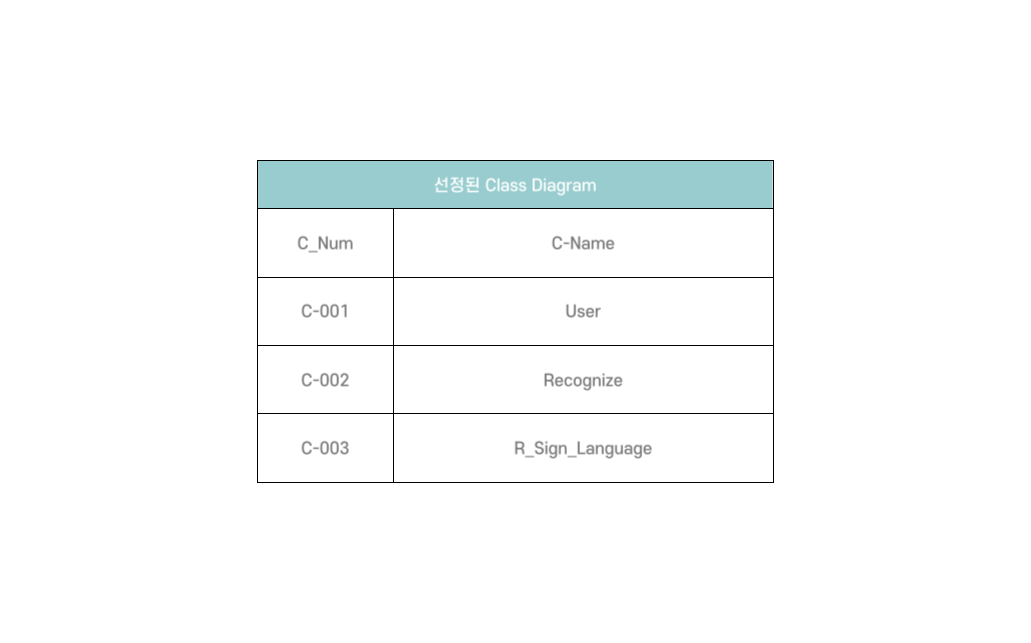 선정된 Class Diagram
C_Num C-Name
C-001 User
C-002 Recognize
C-003 R_Sign_Language